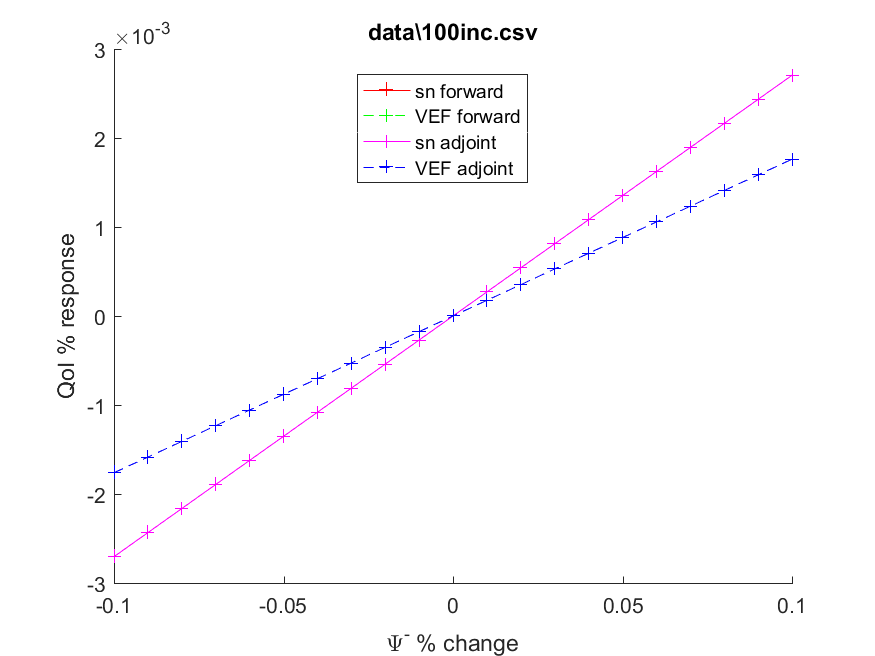 data\100inc.csv
×10-3
sn forward
VEF forward
sn adjoint
VEF adjoint
3
2
1
0
-1
-2
-3
QoI % response
-0.1 -0.05 0 0.05 0.1
Ψ- % change